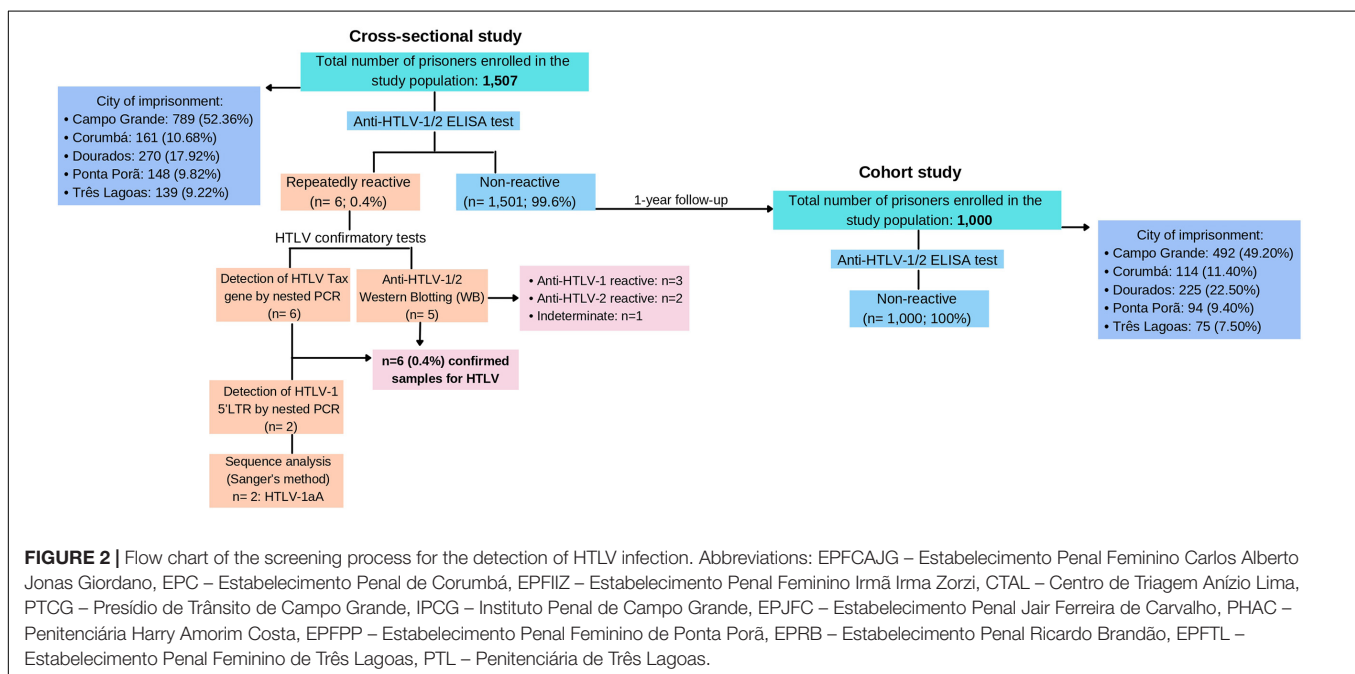 Cross-sectional study
Total number of prisoners enrolled in the
study population: 1,507
City of imprisonment:
• Campo Grande: 789 (52.36%)
• Corumbá: 161 (10.68%)
• Dourados: 270 (17.92%)
• Ponta Porã: 148 (9.82%)
• Três Lagoas: 139 (9.22%)
Anti-HTLV-1/2 ELISA test
Repeatedly reactive
(n= 6; 0.4%)
Non-reactive
(n= 1,501; 99.6%)
1-year follow-up
HTLV confirmatory tests
Detection of HTLV Tax
gene by nested PCR
(n= 6)
Anti-HTLV-1/2
Western Blotting (WB)
(n= 5)
• Anti-HTLV-1 reactive: n=3
• Anti-HTLV-2 reactive: n=2
• Indeterminate: n=1
n=6 (0.4%) confirmed
samples for HTLV
Detection of HTLV-1
5'LTR by nested PCR
(n= 2)
Sequence analysis
(Sanger's method)
n= 2: HTLV-1aA
Cohort study
Total number of prisoners enrolled in the
study population: 1,000
Anti-HTLV-1/2 ELISA test
Non-reactive
(n= 1,000; 100%)
City of imprisonment:
• Campo Grande: 492 (49.20%)
• Corumbá: 114 (11.40%)
• Dourados: 225 (22.50%)
• Ponta Porã: 94 (9.40%)
• Três Lagoas: 75 (7.50%)
FIGURE 2 | Flow chart of the screening process for the detection of HTLV infection. Abbreviations: EPFCAJG – Estabelecimento Penal Feminino Carlos Alberto
Jonas Giordano, EPC – Estabelecimento Penal de Corumbá, EPFIIZ – Estabelecimento Penal Feminino Irmã Irma Zorzi, CTAL – Centro de Triagem Anízio Lima,
PTCG – Presídio de Trânsito de Campo Grande, IPCG – Instituto Penal de Campo Grande, EPJFC – Estabelecimento Penal Jair Ferreira de Carvalho, PHAC –
Penitenciária Harry Amorim Costa, EPFPP – Estabelecimento Penal Feminino de Ponta Porã, EPRB – Estabelecimento Penal Ricardo Brandão, EPFTL –
Estabelecimento Penal Feminino de Três Lagoas, PTL – Penitenciária de Três Lagoas.